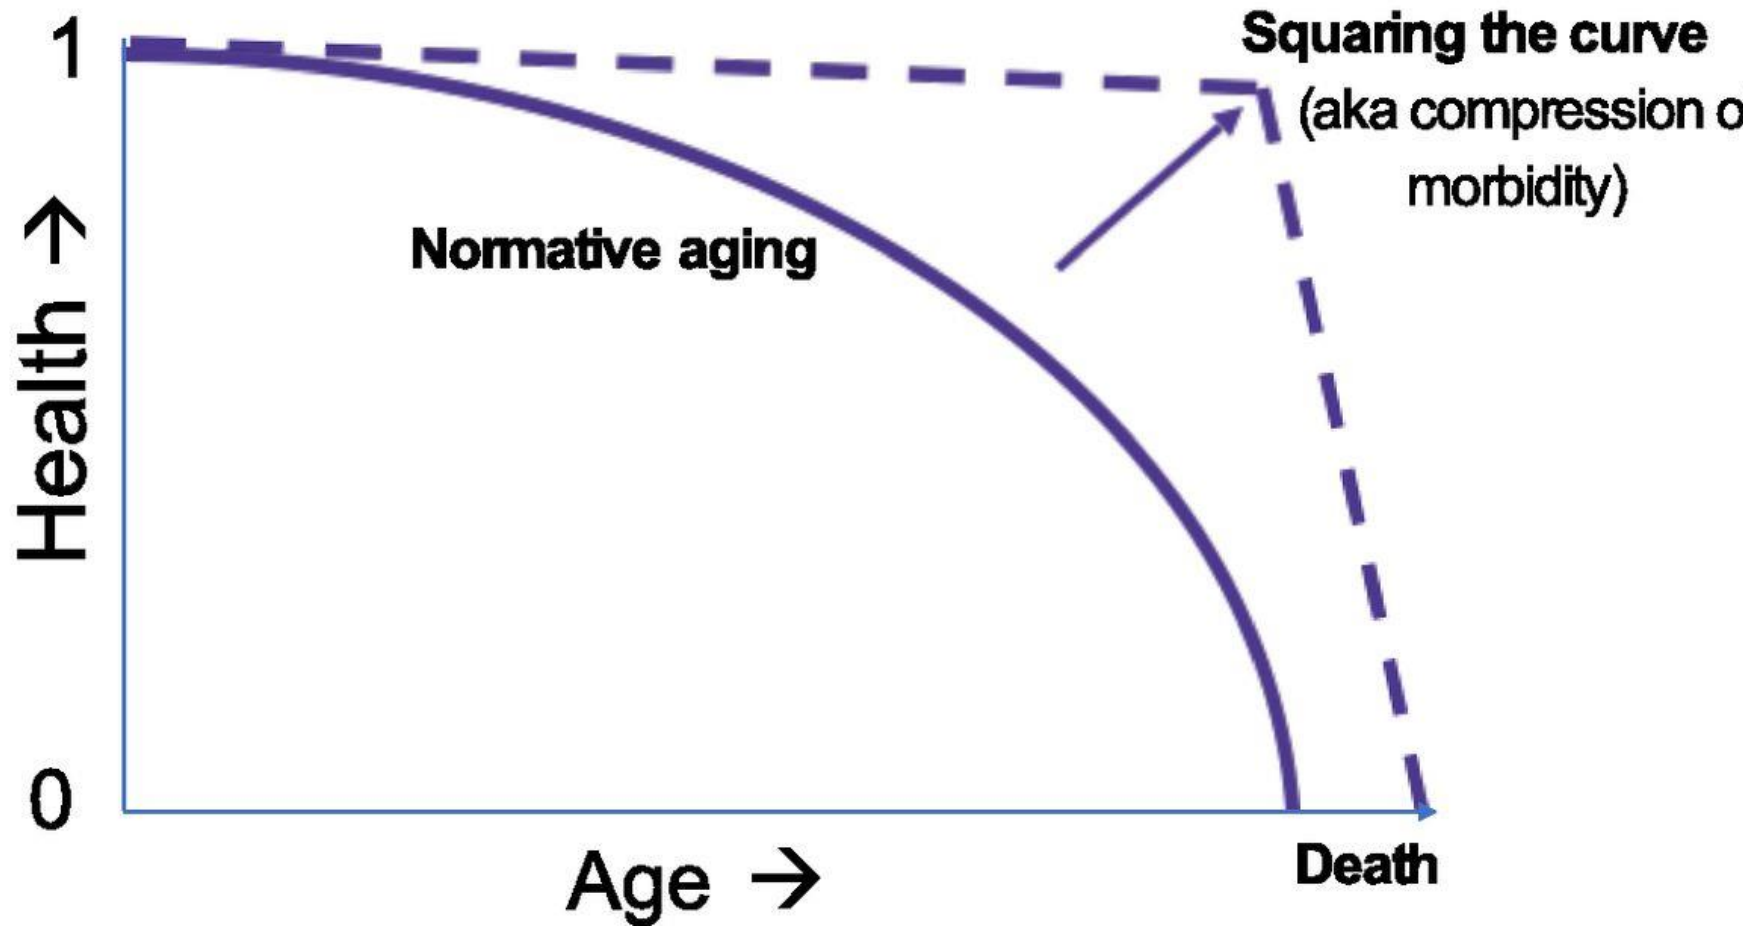 1
Squaring the curve
(aka compression o
morbidity)
Normative aging
Health →
0
Death
Age →